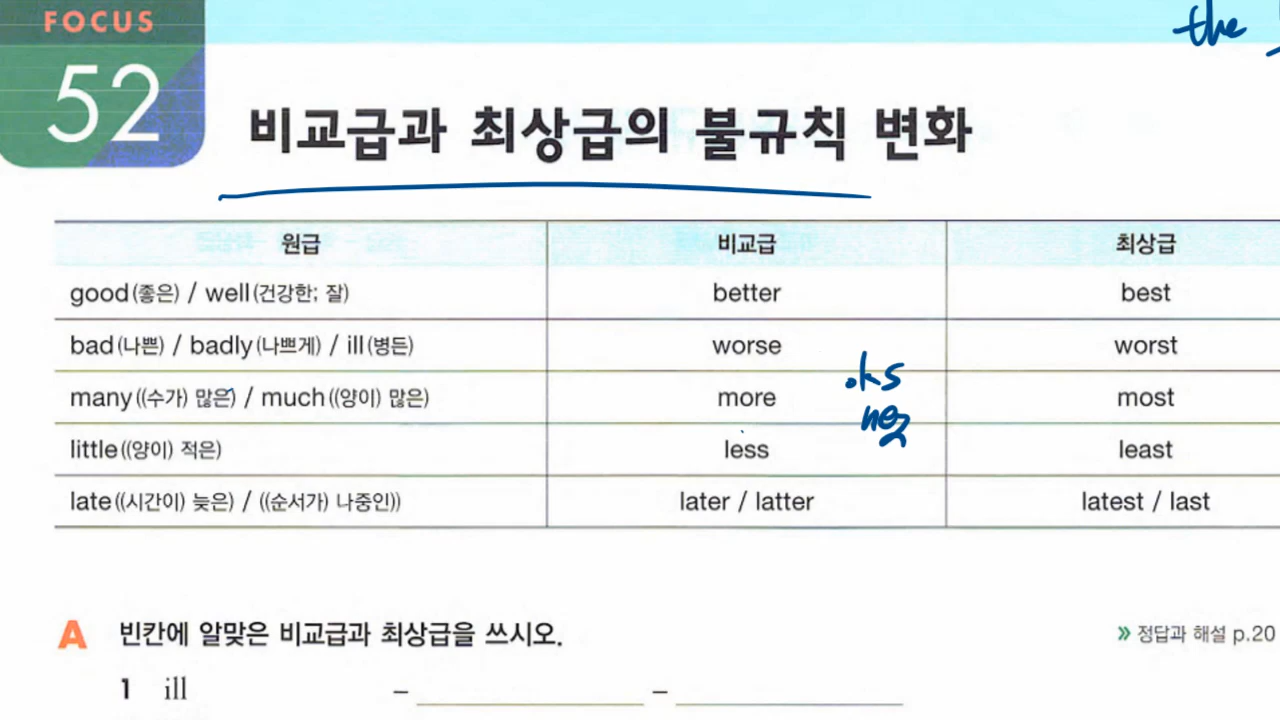 FOCUS
the
52
비교급과 최상급의 불규칙 변화
원급 비교급 최상급
good(좋은) / well(건강한; 잘) better best
bad(나쁜) / badly(나쁘게) / ill(병든) worse worst
many((수가) 많은) / much((양이) 많은) more most
little((양이) 적은) less least
late((시간이) 늦은) / ((순서가) 나중인)) later / latter latest / last
A 빈칸에 알맞은 비교급과 최상급을 쓰시오.
» 정답과 해설 p.20
1 ill – –